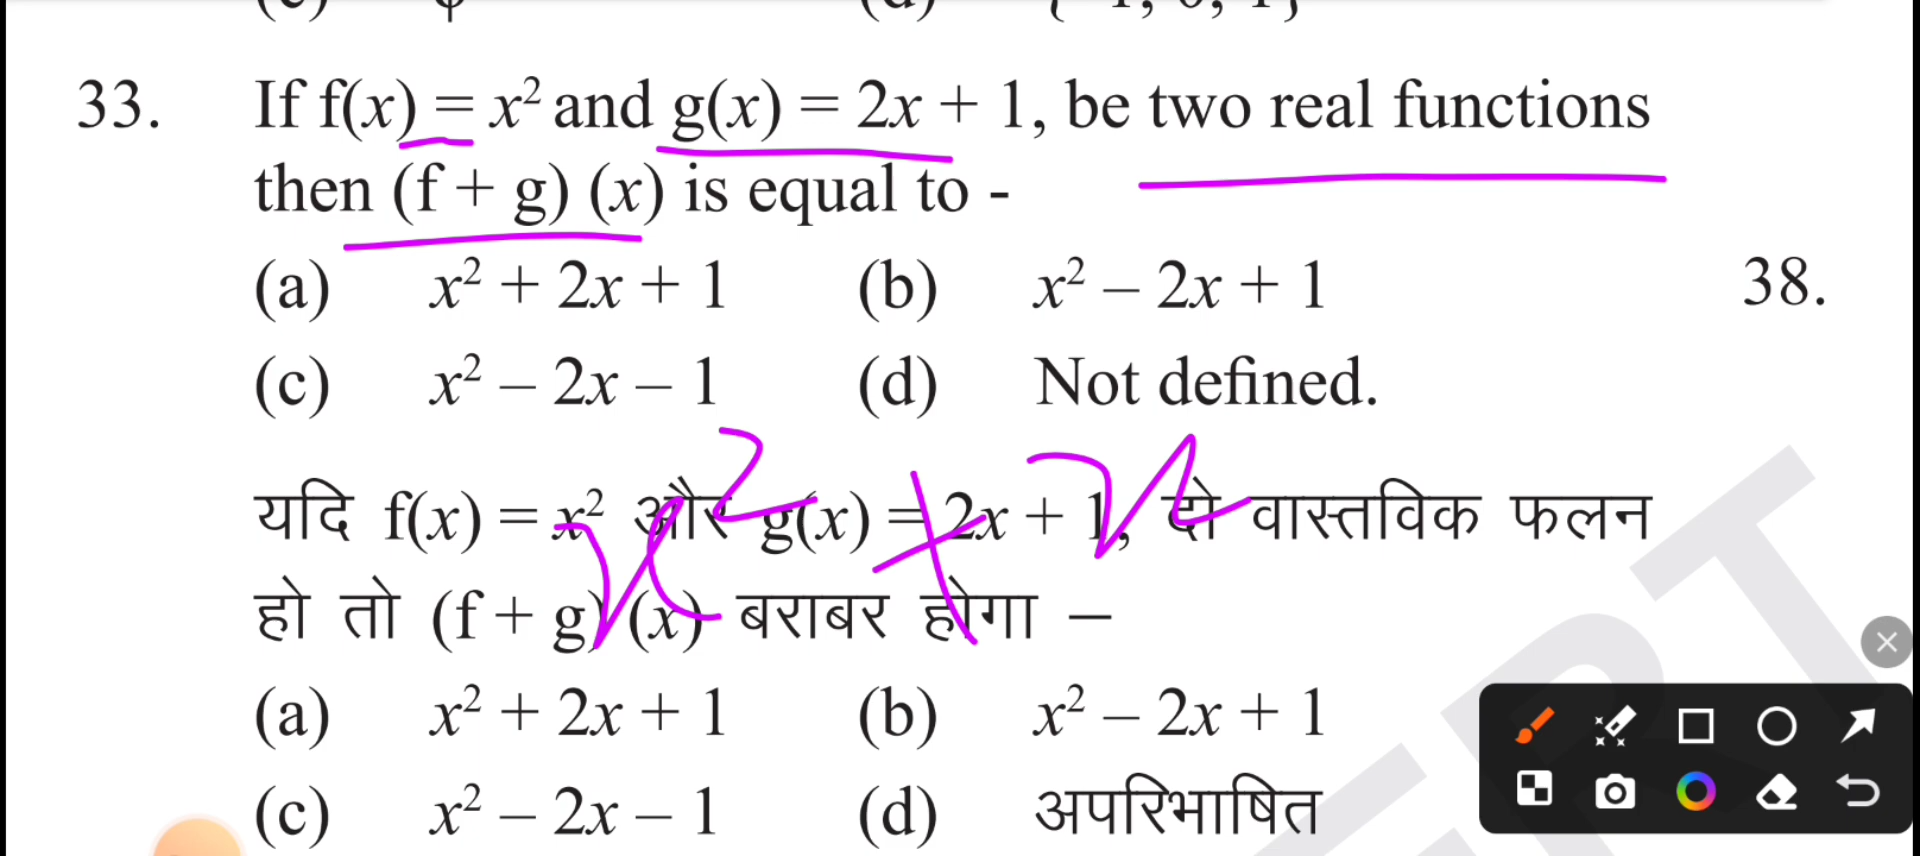 33. If f(x) = x² and g(x) = 2x + 1, be two real functions
then (f + g) (x) is equal to -
(a) x² + 2x + 1 (b) x² – 2x + 1
38.
(c) x² – 2x – 1 (d) Not defined.
यदि f(x) = x² और g(x) = 2x + 1, दो वास्तविक फलन
हो तो (f + g) (x) बराबर होगा –
(a) x² + 2x + 1 (b) x² – 2x + 1
(c) x² – 2x – 1 (d) अपरिभाषित